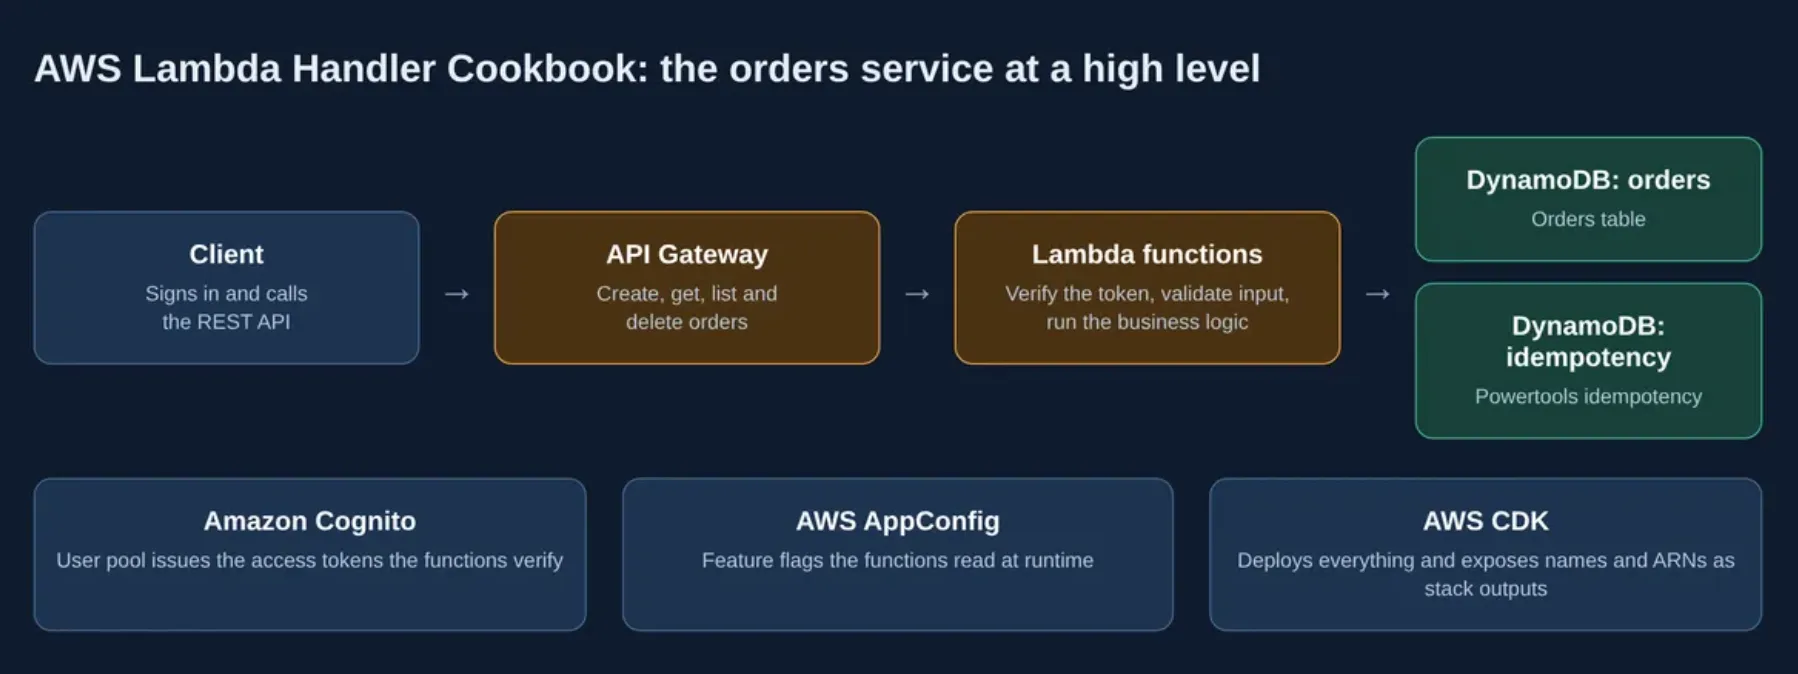 AWS Lambda Handler Cookbook: the orders service at a high level
Client
Signs in and calls
the REST API
→
API Gateway
Create, get, list and
delete orders
→
Lambda functions
Verify the token, validate input,
run the business logic
→
DynamoDB: orders
Orders table
DynamoDB:
idempotency
Powertools idempotency
Amazon Cognito
User pool issues the access tokens the functions verify
AWS AppConfig
Feature flags the functions read at runtime
AWS CDK
Deploys everything and exposes names and ARNs as
stack outputs